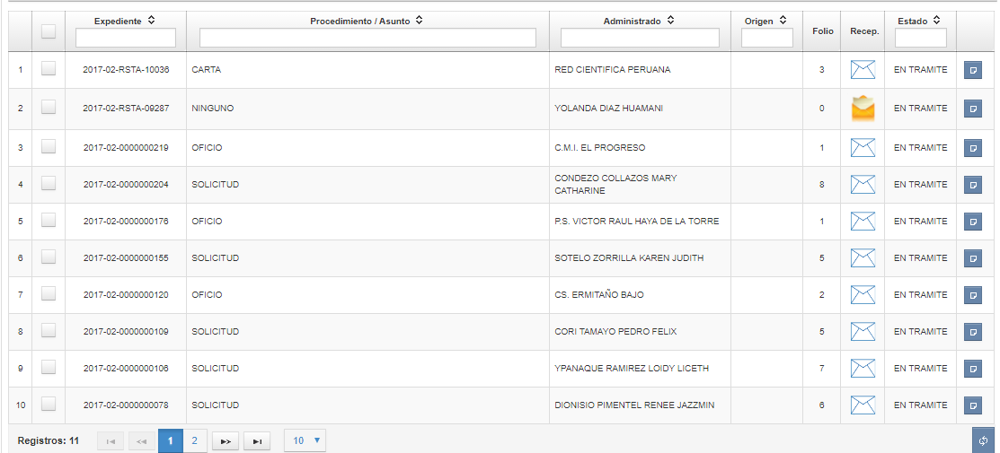 Expediente Procedimiento / Asunto Administrado Origen Folio Recep. Estado
1 2017-02-RSTA-10036 CARTA RED CIENTIFICA PERUANA 3 EN TRAMITE
2 2017-02-RSTA-09287 NINGUNO YOLANDA DIAZ HUAMANI 0 EN TRAMITE
3 2017-02-0000000219 OFICIO C.M.I. EL PROGRESO 1 EN TRAMITE
4 2017-02-0000000204 SOLICITUD CONDEZO COLLAZOS MARY
CATHARINE 8 EN TRAMITE
5 2017-02-0000000176 OFICIO P.S. VICTOR RAUL HAYA DE LA TORRE 1 EN TRAMITE
6 2017-02-0000000155 SOLICITUD SOTELO ZORRILLA KAREN JUDITH 5 EN TRAMITE
7 2017-02-0000000120 OFICIO CS. ERMITAÑO BAJO 2 EN TRAMITE
8 2017-02-0000000109 SOLICITUD CORI TAMAYO PEDRO FELIX 5 EN TRAMITE
9 2017-02-0000000106 SOLICITUD YPANAQUE RAMIREZ LOIDY LICETH 7 EN TRAMITE
10 2017-02-0000000078 SOLICITUD DIONISIO PIMENTEL RENEE JAZZMIN 6 EN TRAMITE
Registros: 11 1 2 10